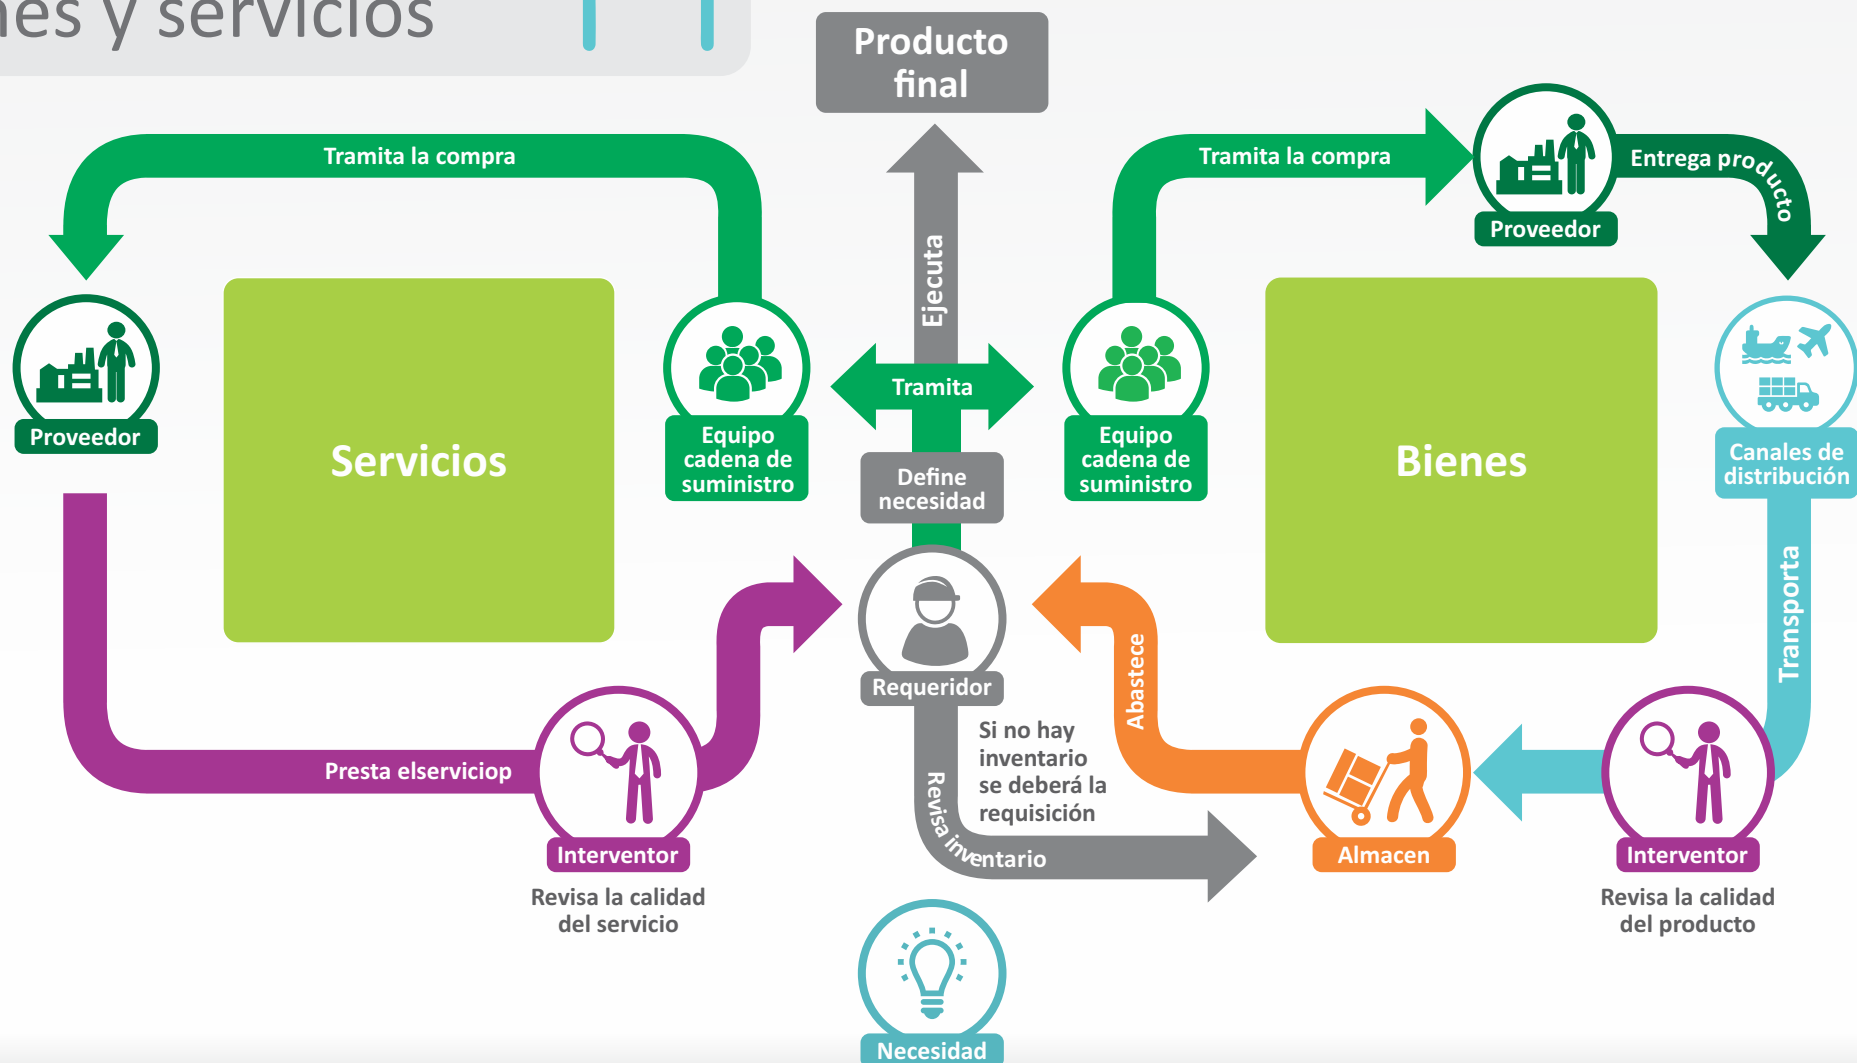 nes y servicios
Producto
final
Tramita la compra
Tramita la compra
Entrega producto
Proveedor
Ejecuta
Tramita
Proveedor
Servicios
Equipo
cadena de
suministro
Define
necesidad
Equipo
cadena de
suministro
Bienes
Canales de
distribución
Transporta
Requeridor
Abastece
Si no hay
inventario
se deberá la
requisición
Presta elserviciop
Revisa inventario
Interventor
Revisa la calidad
del servicio
Almacen
Interventor
Revisa la calidad
del producto
Necesidad